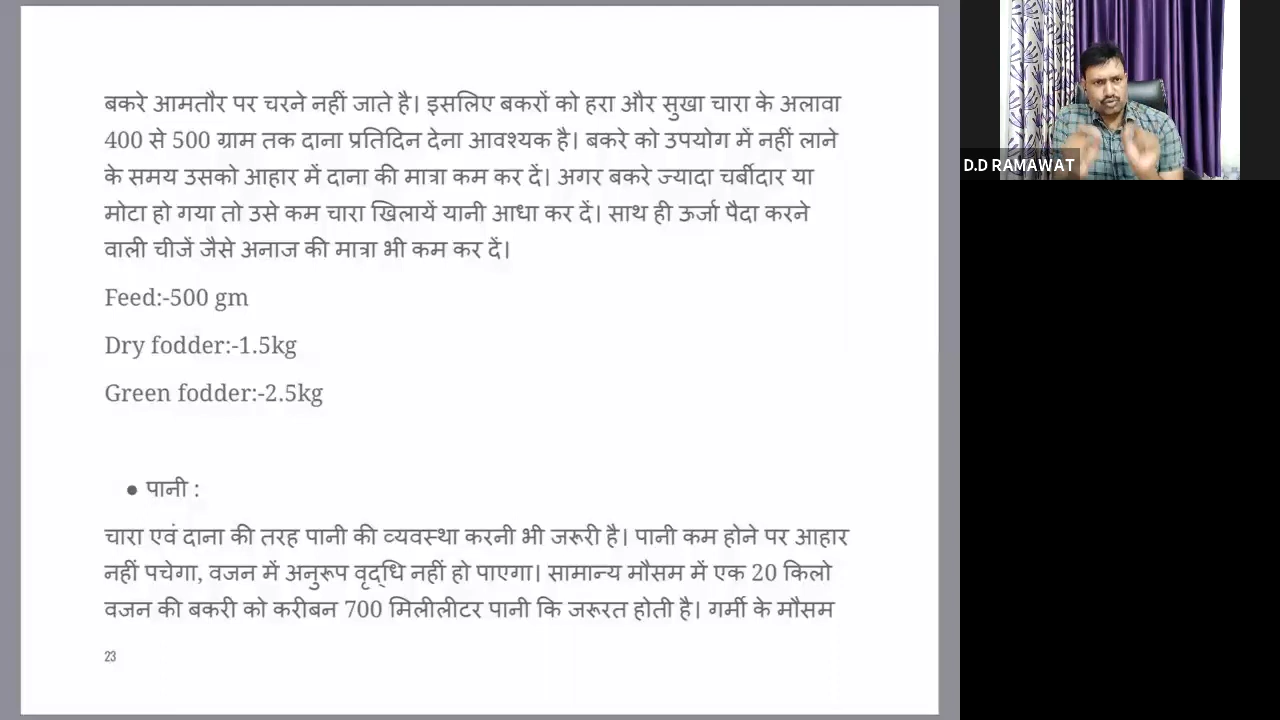 बकरे आमतौर पर चरने नहीं जाते है। इसलिए बकरों को हरा और सुखा चारा के अलावा
400 से 500 ग्राम तक दाना प्रतिदिन देना आवश्यक है। बकरे को उपयोग में नहीं लाने
के समय उसको आहार में दाना की मात्रा कम कर दें। अगर बकरे ज्यादा चर्बीदार या
मोटा हो गया तो उसे कम चारा खिलायें यानी आधा कर दें। साथ ही ऊर्जा पैदा करने
वाली चीजें जैसे अनाज की मात्रा भी कम कर दें।
Feed:-500 gm
Dry fodder:-1.5kg
Green fodder:-2.5kg
● पानी :
चारा एवं दाना की तरह पानी की व्यवस्था करनी भी जरूरी है। पानी कम होने पर आहार
नहीं पचेगा, वजन में अनुरूप वृद्धि नहीं हो पाएगा। सामान्य मौसम में एक 20 किलो
वजन की बकरी को करीबन 700 मिलीलीटर पानी कि जरूरत होती है। गर्मी के मौसम
23
D.D RAMAWAT